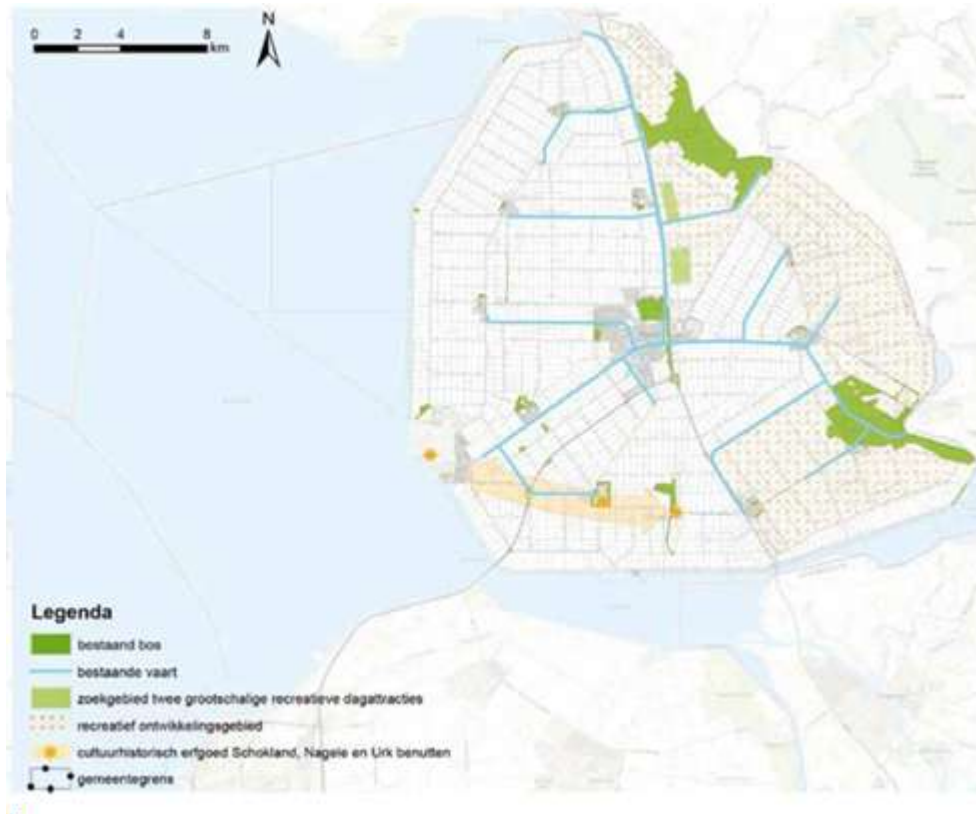 N
0 2 4 8
km
Legenda
bestaand bos
bestaande vaart
zoekgebied twee grootschalige recreatieve dagattracties
recreatief ontwikkelingsgebied
cultuurhistorisch erfgoed Schokland, Nagele en Urk benutten
gemeentegrens